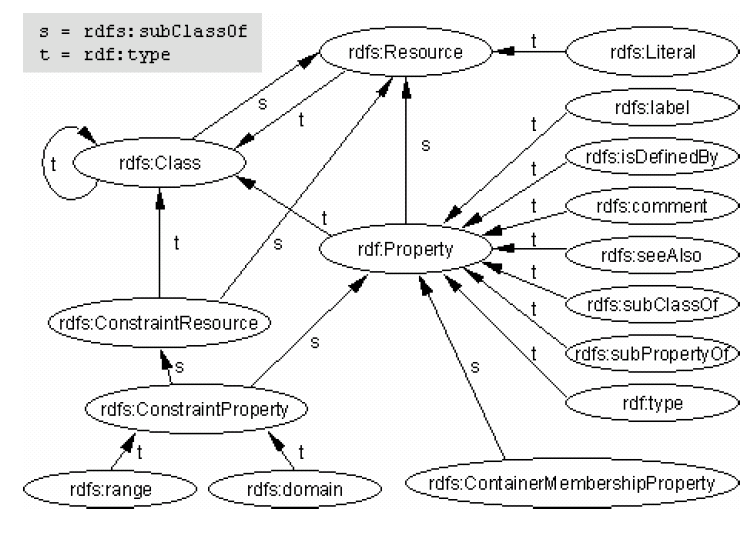 s = rdfs:subClassOf
t = rdf:type
rdfs:Resource
t
rdfs:Literal
s
t
rdfs:label
t
rdfs:Class
t
s
t
rdfs:isDefinedBy
t
rdfs:comment
t
rdf:Property
t
rdfs:seeAlso
t
s
t
rdfs:subClassOf
rdfs:ConstraintResource
t
s
rdfs:subPropertyOf
t
s
s
rdf:type
rdfs:ConstraintProperty
t
t
rdfs:range
rdfs:domain
rdfs:ContainerMembershipProperty